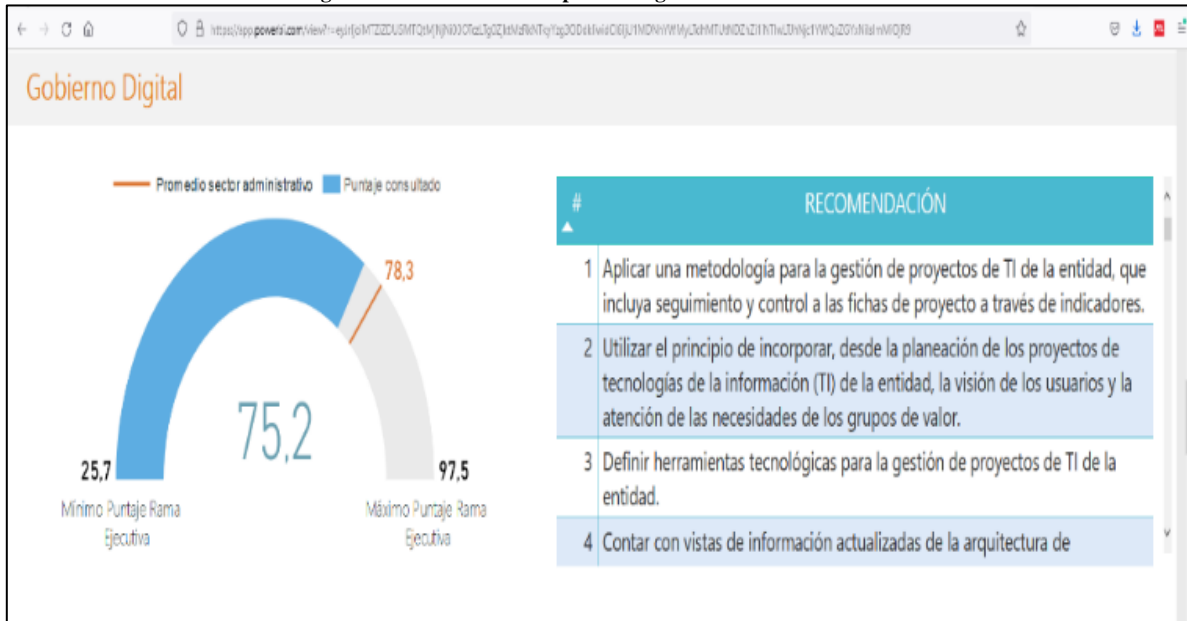 https://app.powerbi.com/view?r=
Gobierno Digital
Promedio sector administrativo
Puntaje consultado
78,3
75,2
25,7
97,5
Mínimo Puntaje Rama
Ejecutiva
Máximo Puntaje Rama
Ejecutiva
# RECOMENDACIÓN
1 Aplicar una metodología para la gestión de proyectos de TI de la entidad, que
incluya seguimiento y control a las fichas de proyecto a través de indicadores.
2 Utilizar el principio de incorporar, desde la planeación de los proyectos de
tecnologías de la información (TI) de la entidad, la visión de los usuarios y la
atención de las necesidades de los grupos de valor.
3 Definir herramientas tecnológicas para la gestión de proyectos de TI de la
entidad.
4 Contar con vistas de información actualizadas de la arquitectura de